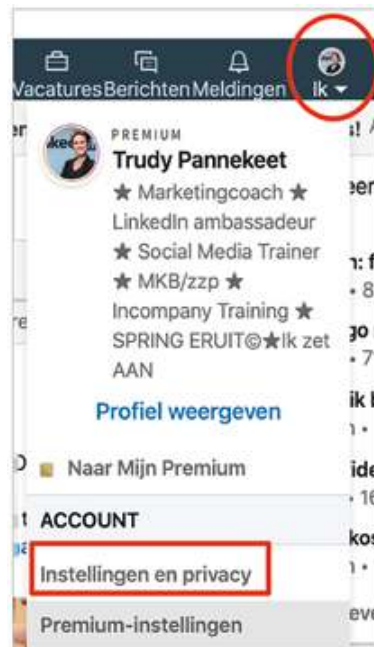 Vacatures Berichten Meldingen Ik
PREMIUM
Trudy Pannekeet
★ Marketingcoach ★
LinkedIn ambassadeur
★ Social Media Trainer
★ MKB/zzp ★
Incompany Training ★
SPRING ERUIT©★Ik zet
AAN
Profiel weergeven
Naar Mijn Premium
ACCOUNT
Instellingen en privacy
Premium-instellingen